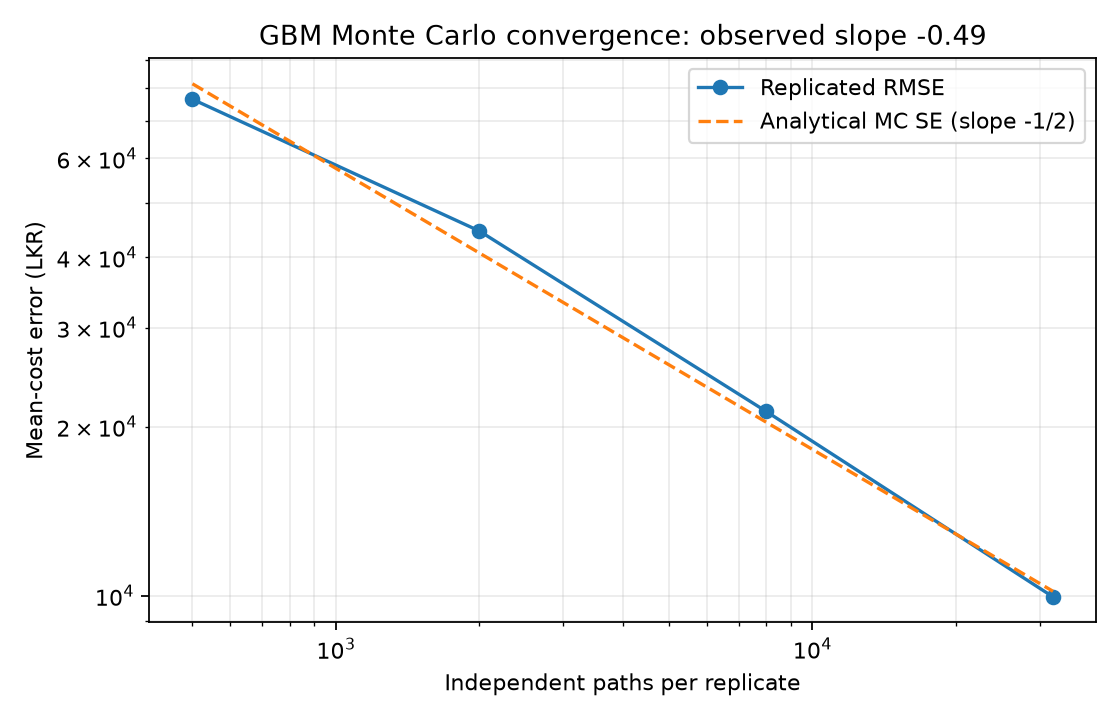 GBM Monte Carlo convergence: observed slope -0.49
Replicated RMSE
Analytical MC SE (slope -1/2)
Mean-cost error (LKR)
6 × 10⁴
4 × 10⁴
3 × 10⁴
2 × 10⁴
10⁴
10³
10⁴
Independent paths per replicate